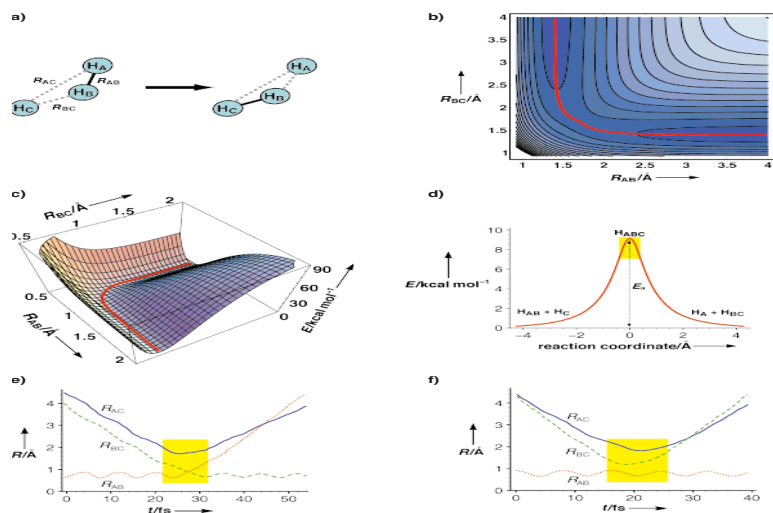 a)
H_A
R_AC
R_AB
H_B
R_BC
H_C
H_A
H_B
H_C
b)
R_BC/Å
4
3.5
3
2.5
2
1.5
1
1
1.5
2
2.5
3
3.5
4
R_AB/Å
c)
R_BC/Å
0.5
1
1.5
2
0.5
1
1.5
2
R_AB/Å
90
60
30
0
E/kcal mol⁻¹
d)
H_ABC
10
8
6
4
2
0
E/kcal mol⁻¹
E_a
H_AB + H_C
H_A + H_BC
-4
-2
0
2
4
reaction coordinate/Å
e)
R_AC
R_BC
R_AB
4
3
2
1
0
R/Å
0
10
20
30
40
50
t/fs
f)
R_AC
R_BC
R_AB
4
3
2
1
0
R/Å
0
10
20
30
40
t/fs